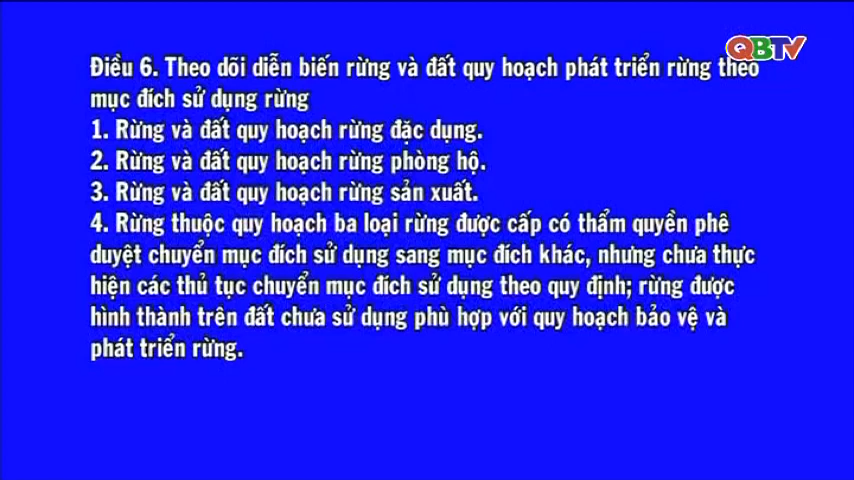 QBTV
Điều 6. Theo dõi diễn biến rừng và đất quy hoạch phát triển rừng theo
mục đích sử dụng rừng
1. Rừng và đất quy hoạch rừng đặc dụng.
2. Rừng và đất quy hoạch rừng phòng hộ.
3. Rừng và đất quy hoạch rừng sản xuất.
4. Rừng thuộc quy hoạch ba loại rừng được cấp có thẩm quyền phê
duyệt chuyển mục đích sử dụng sang mục đích khác, nhưng chưa thực
hiện các thủ tục chuyển mục đích sử dụng theo quy định; rừng được
hình thành trên đất chưa sử dụng phù hợp với quy hoạch bảo vệ và
phát triển rừng.